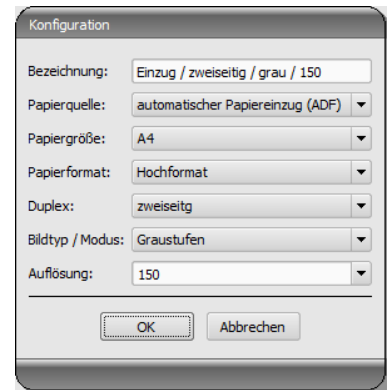 Konfiguration
Bezeichnung: Einzug / zweiseitig / grau / 150
Papierquelle: automatischer Papiereinzug (ADF)
Papiergröße: A4
Papierformat: Hochformat
Duplex: zweiseitg
Bildtyp / Modus: Graustufen
Auflösung: 150
OK Abbrechen